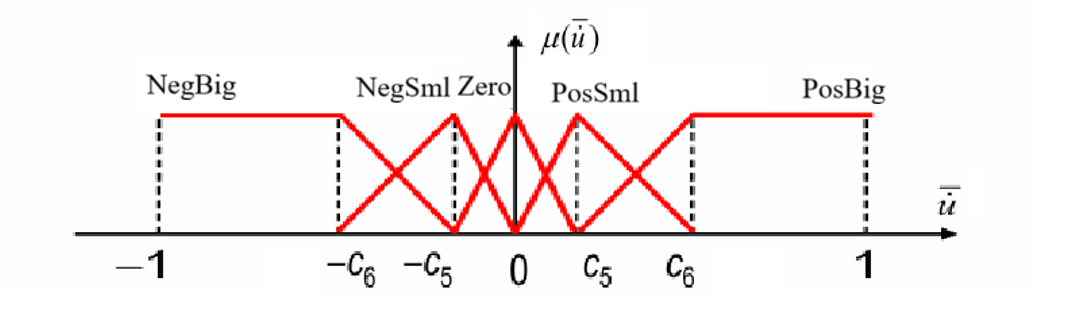 μ(u̇̄)
NegBig NegSml Zero PosSml PosBig
u̇̄̄
−1 −c₆ −c₅ 0 c₅ c₆ 1